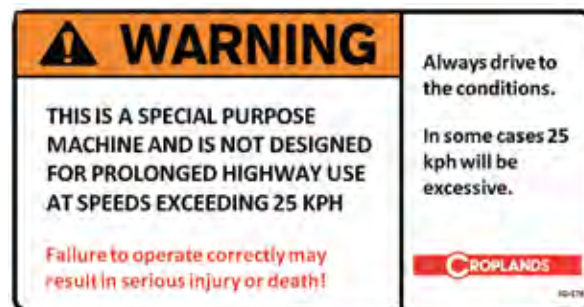 WARNING
THIS IS A SPECIAL PURPOSE
MACHINE AND IS NOT DESIGNED
FOR PROLONGED HIGHWAY USE
AT SPEEDS EXCEEDING 25 KPH
Failure to operate correctly may
result in serious injury or death!
Always drive to
the conditions.
In some cases 25
kph will be
excessive.
CROPLANDS